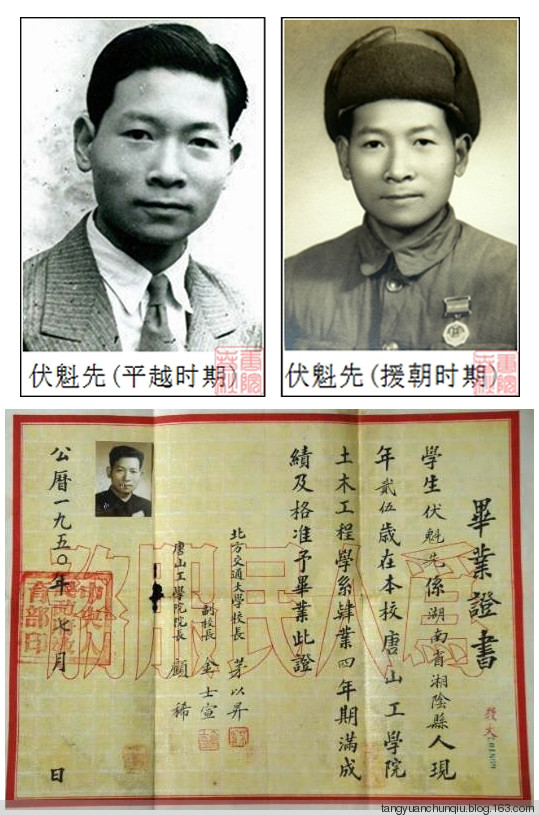 伏魁先(平越时期)
伏魁先(援朝时期)
畢業證書
學生伏魁先係湖南省湘陰縣人現
年貳伍歲在本校唐山工學院
土木工程學系肄業四年期滿成
績及格准予畢業此證
北方交通大學校長 茅以昇
副校長 金士宣
唐山工學院院長 顧稀
公曆一九五〇年七月 日
為人民服務
tangyuanchunqiu.blog.163.com